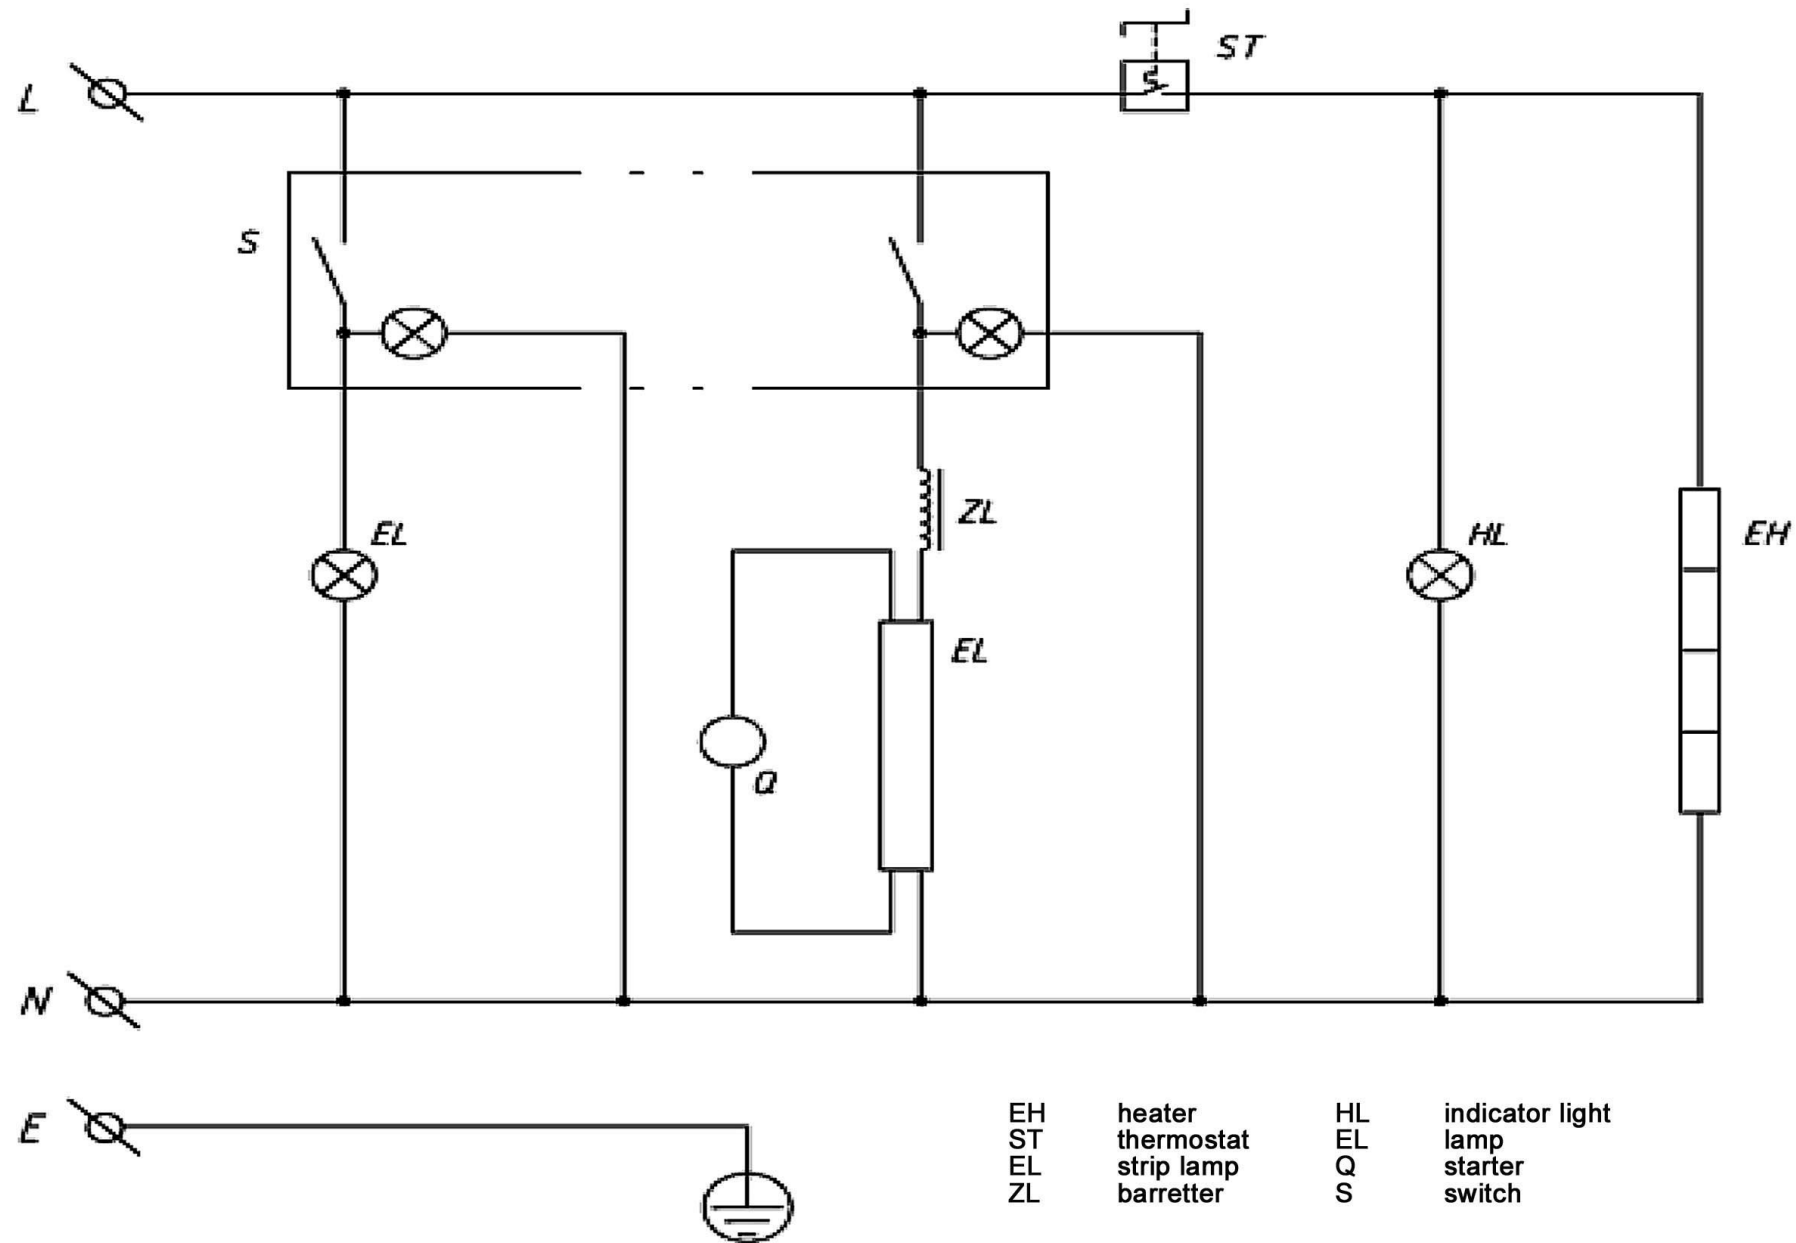 ST
L
S
ZL
EL
HL
EH
EL
Q
N
E
EH heater HL indicator light
ST thermostat EL lamp
EL strip lamp Q starter
ZL barretter S switch